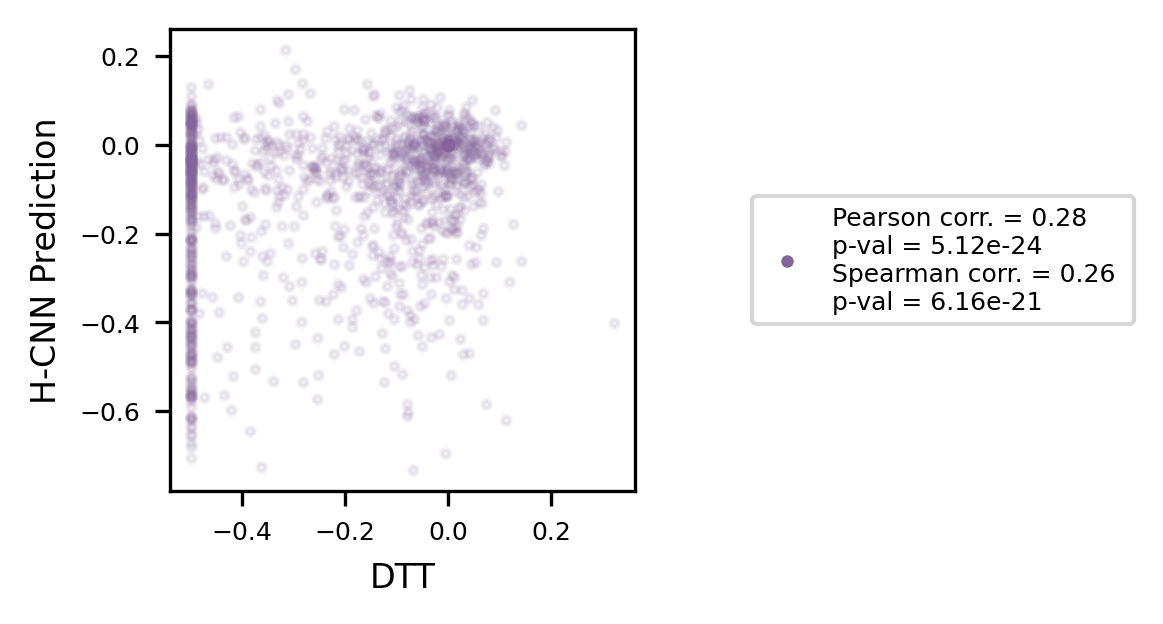 0.2
0.0
−0.2
−0.4
−0.6
H-CNN Prediction
−0.4
−0.2
0.0
0.2
DTT
Pearson corr. = 0.28
p-val = 5.12e-24
Spearman corr. = 0.26
p-val = 6.16e-21